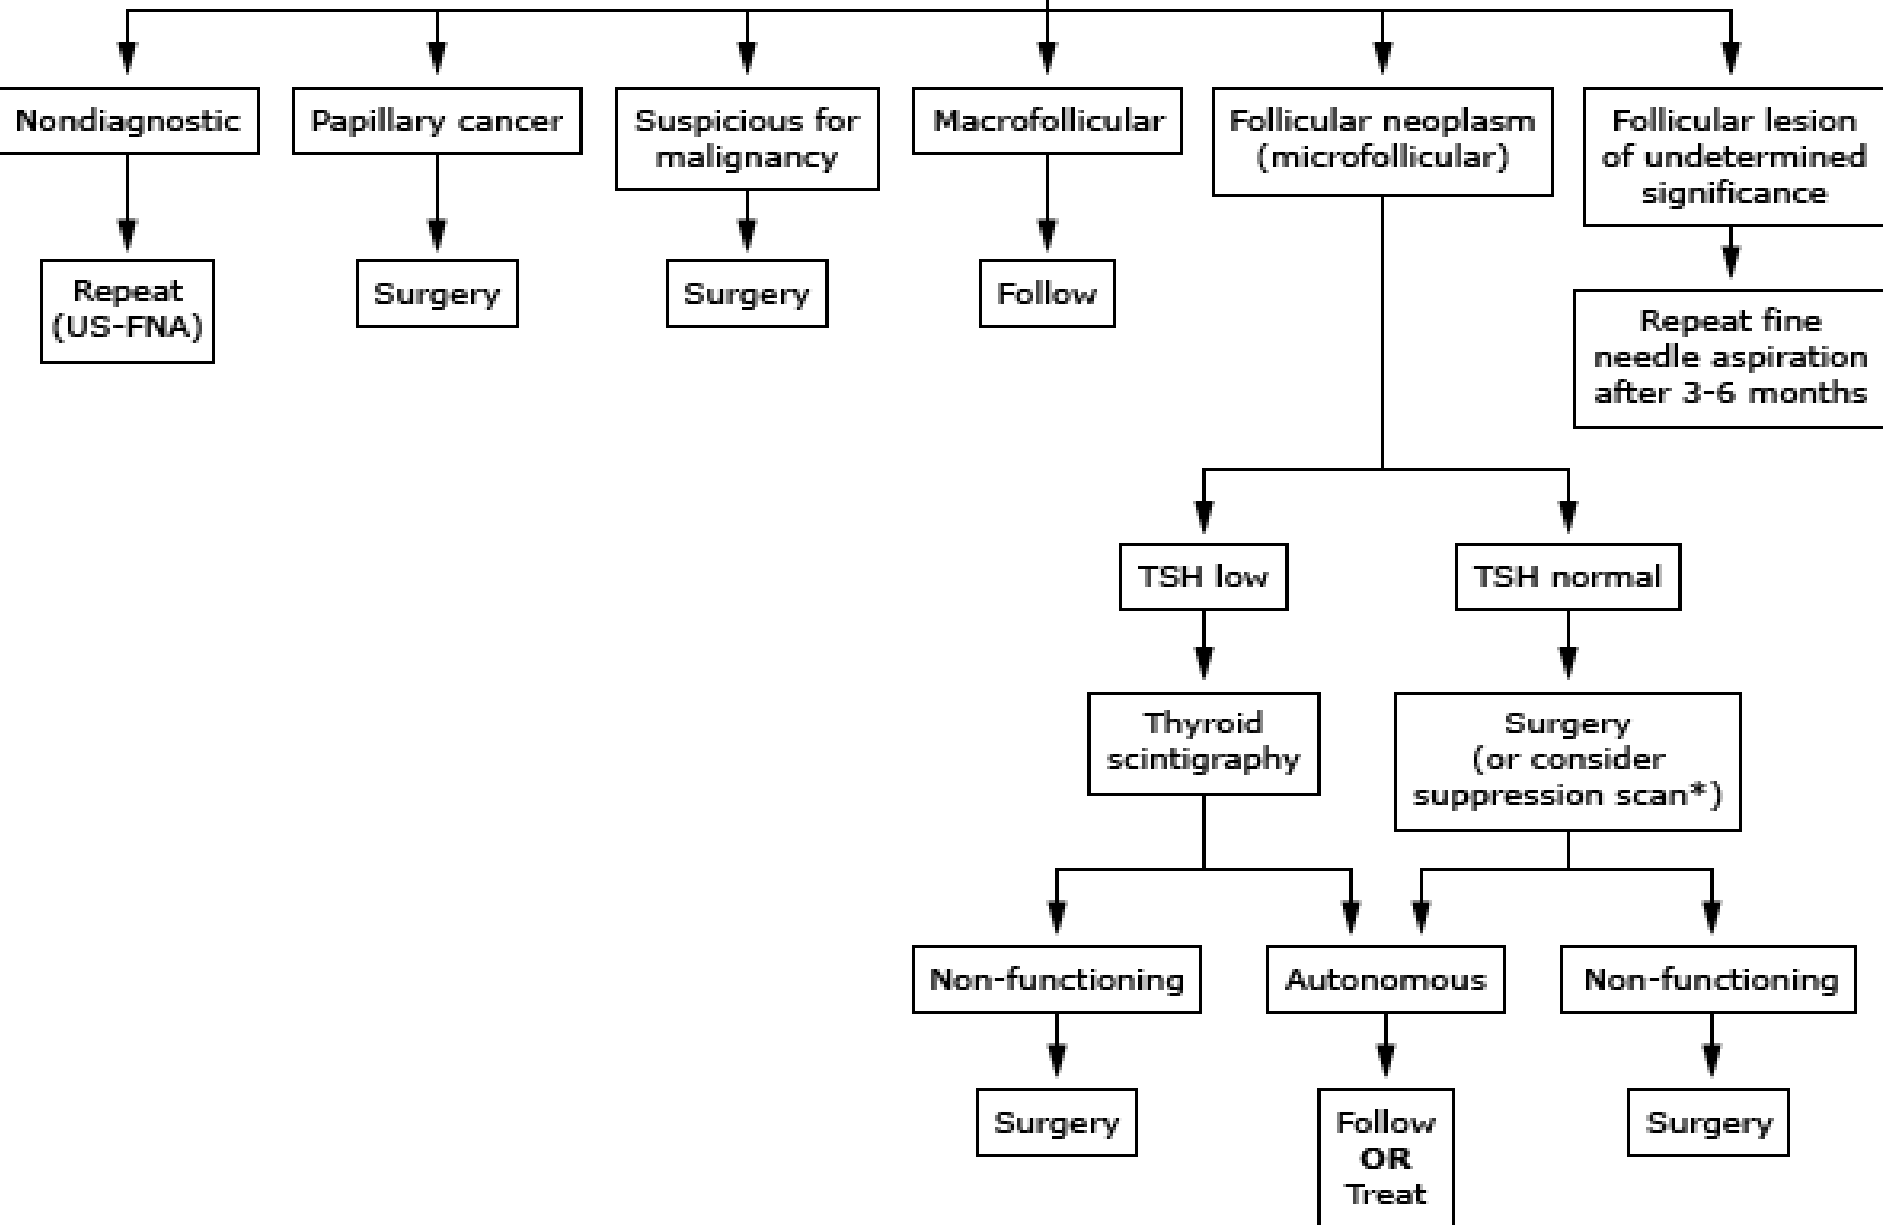 Nondiagnostic
Papillary cancer
Suspicious for
malignancy
Macrofollicular
Follicular neoplasm
(microfollicular)
Follicular lesion
of undetermined
significance
Repeat
(US-FNA)
Surgery
Surgery
Follow
Repeat fine
needle aspiration
after 3-6 months
TSH low
TSH normal
Thyroid
scintigraphy
Surgery
(or consider
suppression scan*)
Non-functioning
Autonomous
Non-functioning
Surgery
Follow
OR
Treat
Surgery